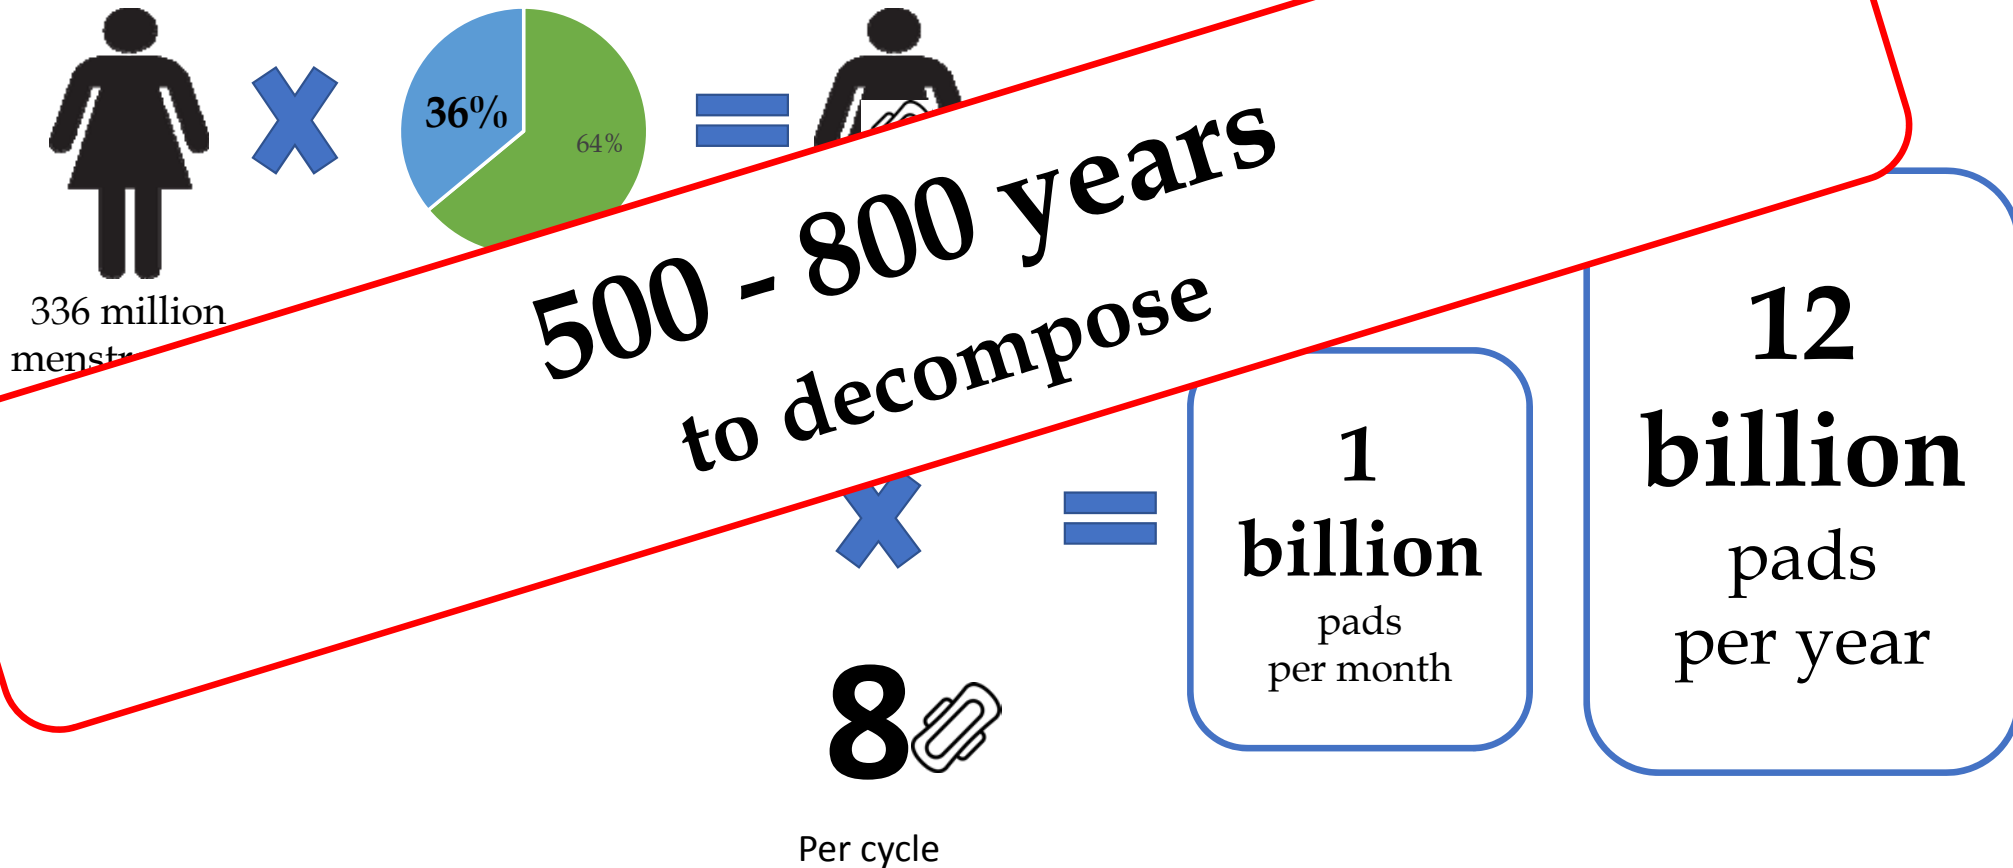 36%
64%
336 million
500 - 800 years
to decompose
1
billion
pads
per month
12
billion
pads
per year
8
Per cycle